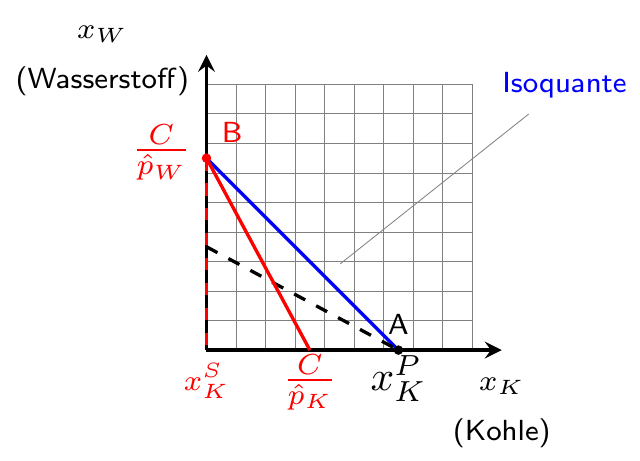 x_W
(Wasserstoff)
Isoquante
B
C/p̂_W
A
x_K^S
C/p̂_K
x_K^P
x_K
(Kohle)